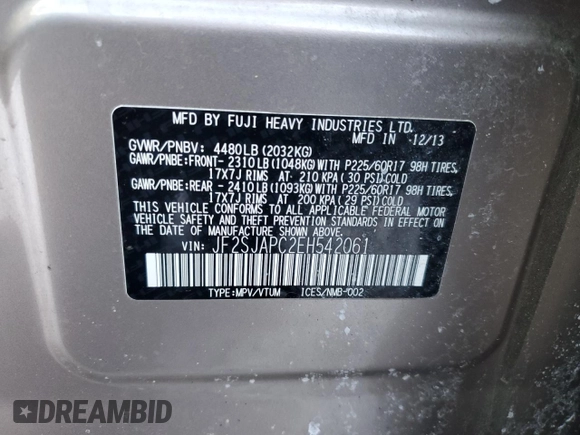 MFD BY FUJI HEAVY INDUSTRIES LTD.
MFD IN 12/13
GVWR/PNBV: 4480LB(2032KG)
GAWR/PNBE:FRONT-2310LB(1048KG)WITH P225/60R17 98H TIRES,
17X7J RIMS AT 210 KPA(30 PSI)COLD
GAWR/PNBE:REAR -2410LB(1093KG)WITH P225/60R17 98H TIRES,
17X7J RIMS AT 200 KPA(29 PSI)COLD
THIS VEHICLE CONFORMS TO ALL APPLICABLE FEDERAL MOTOR
VEHICLE SAFETY AND THEFT PREVENTION STANDARDS IN EFFECT ON
THE DATE OF MANUFACTURE SHOWN ABOVE.
VIN: JF2SJAPC2EH542061
TYPE:MPV/VTUM ICES/NMB-002
DREAMBID